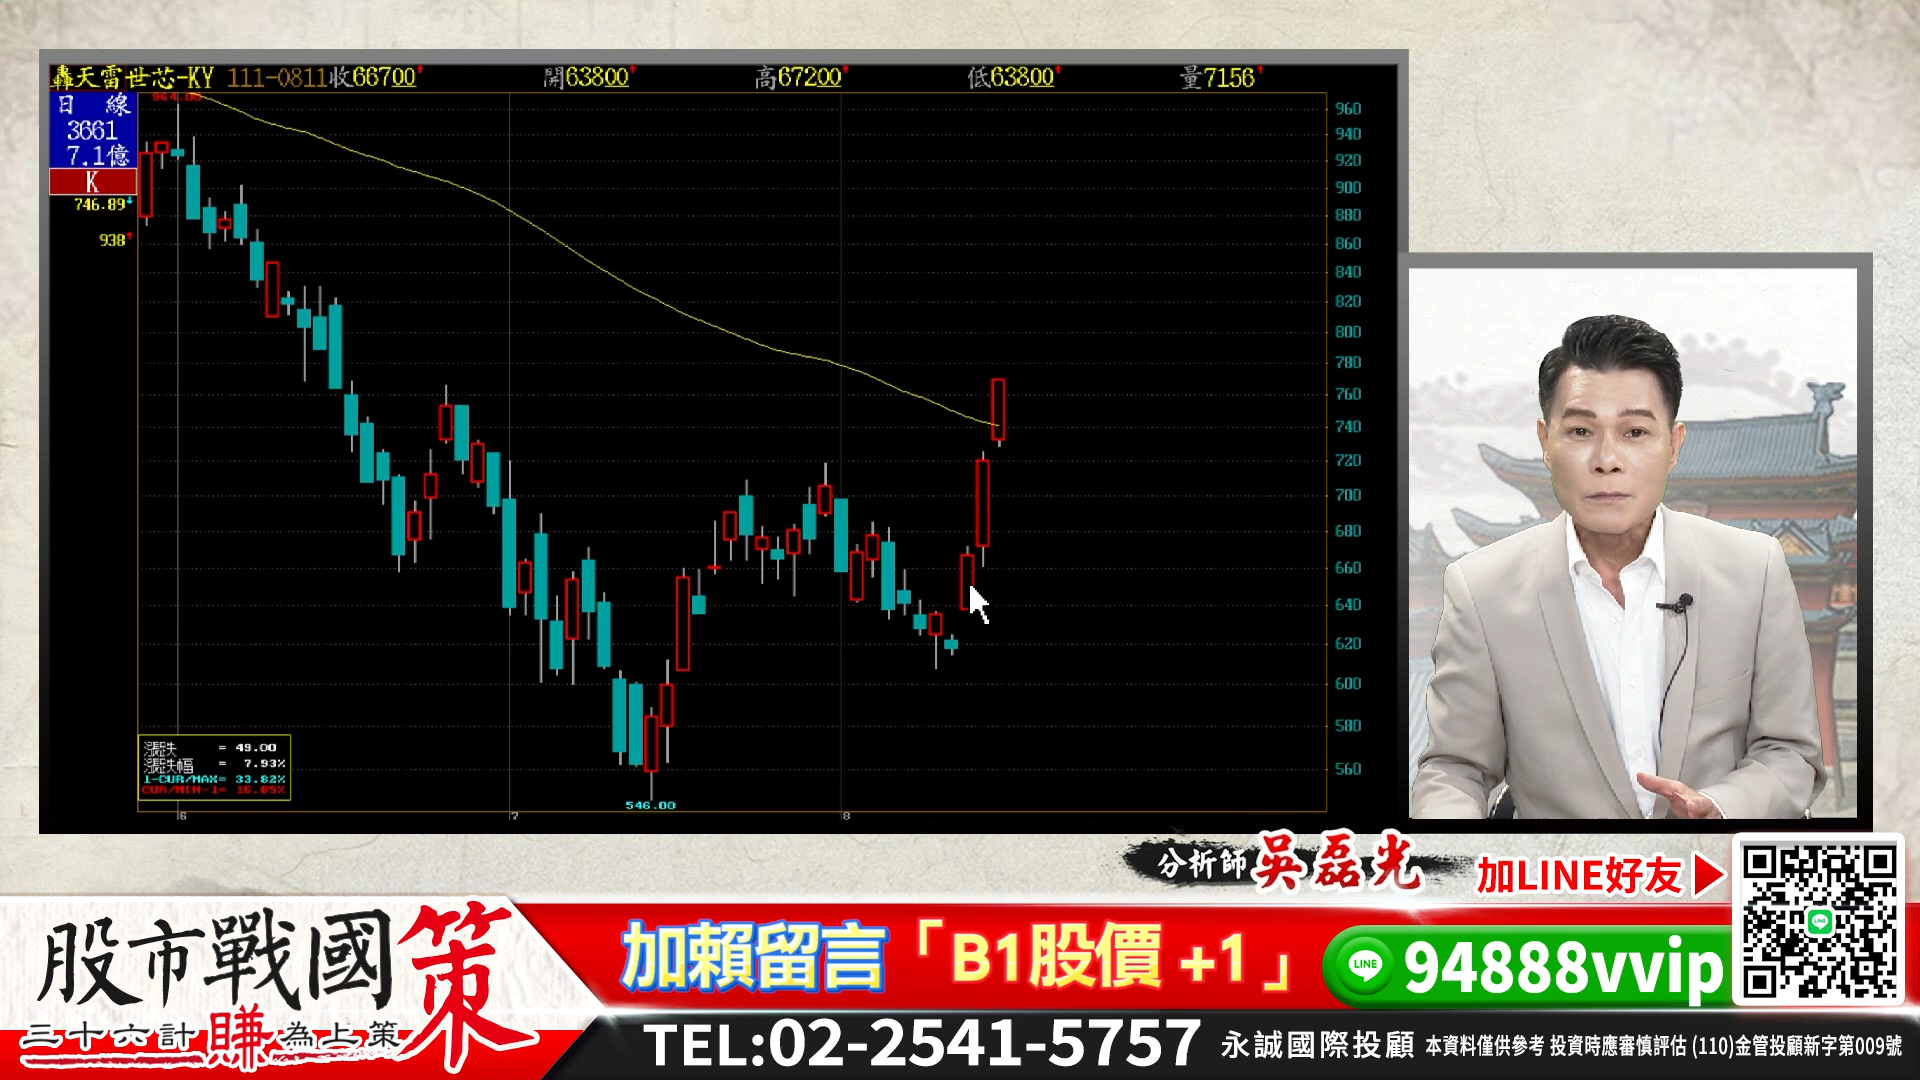 轟天雷世芯-KY 111-0811收66700 開63800 高67200 低63800 量7156
964.00
日 線
3661
7.1億
K
746.89
938
960
940
920
900
880
860
840
820
800
780
760
740
720
700
680
660
640
620
600
580
560
漲跌 = 49.00
漲跌幅 = 7.93%
1-CUR/MAX= 33.82%
CUR/MIN-1= 16.85%
546.00
6 7 8
分析師 吳磊光
加LINE好友
股市戰國策
三十六計 賺 為上策
加賴留言「B1股價 +1」
LINE 94888vvip
LINE
TEL:02-2541-5757 永誠國際投顧 本資料僅供參考 投資時應審慎評估 (110)金管投顧新字第009號